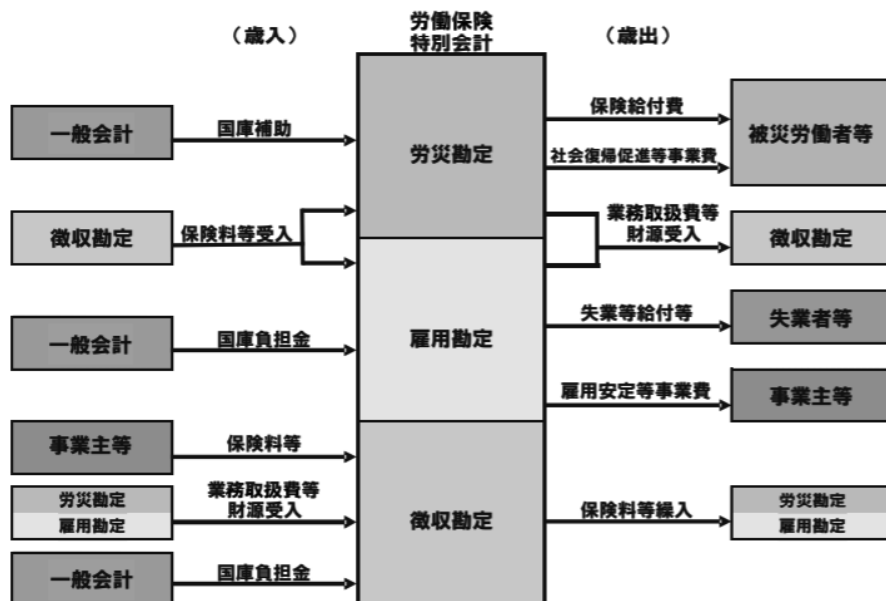 （歳入）
労働保険
特別会計
（歳出）
一般会計
国庫補助
労災勘定
保険給付費
社会復帰促進等事業費
被災労働者等
徴収勘定
保険料等受入
業務取扱費等
財源受入
徴収勘定
一般会計
国庫負担金
雇用勘定
失業等給付等
失業者等
雇用安定等事業費
事業主等
事業主等
保険料等
労災勘定
雇用勘定
業務取扱費等
財源受入
徴収勘定
保険料等繰入
労災勘定
雇用勘定
一般会計
国庫負担金